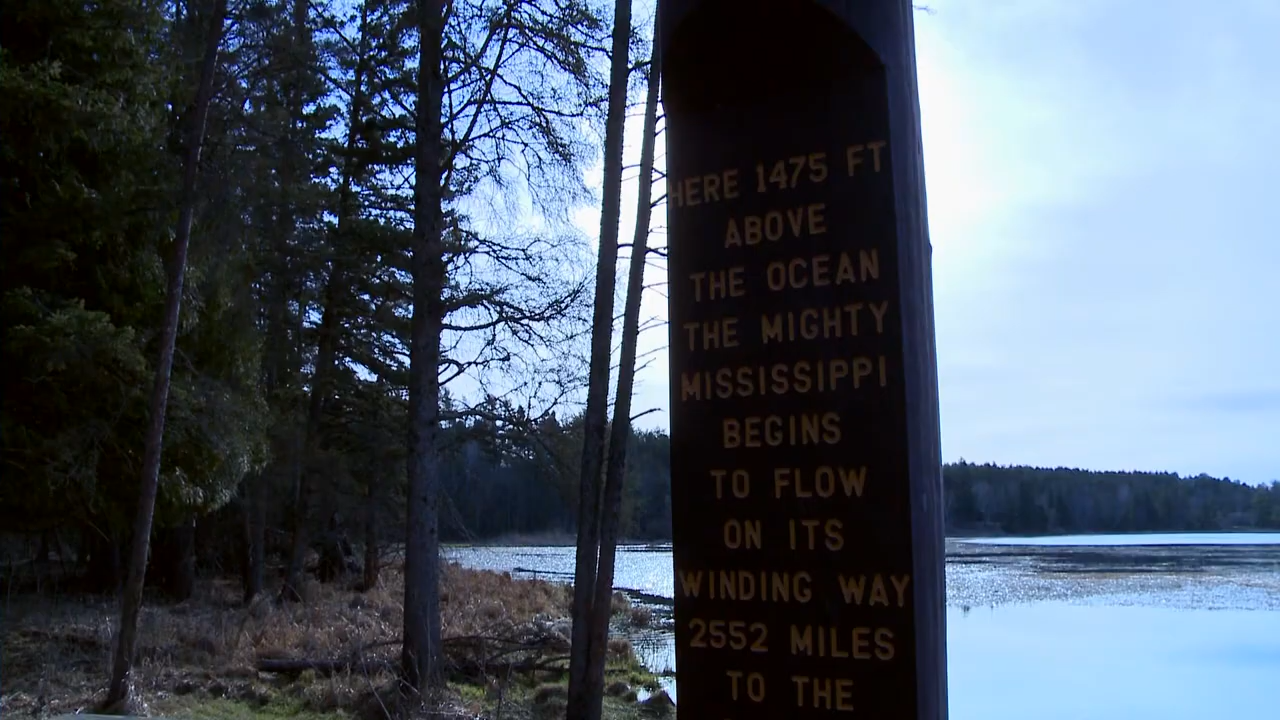 HERE 1475 FT
ABOVE
THE OCEAN
THE MIGHTY
MISSISSIPPI
BEGINS
TO FLOW
ON ITS
WINDING WAY
2552 MILES
TO THE